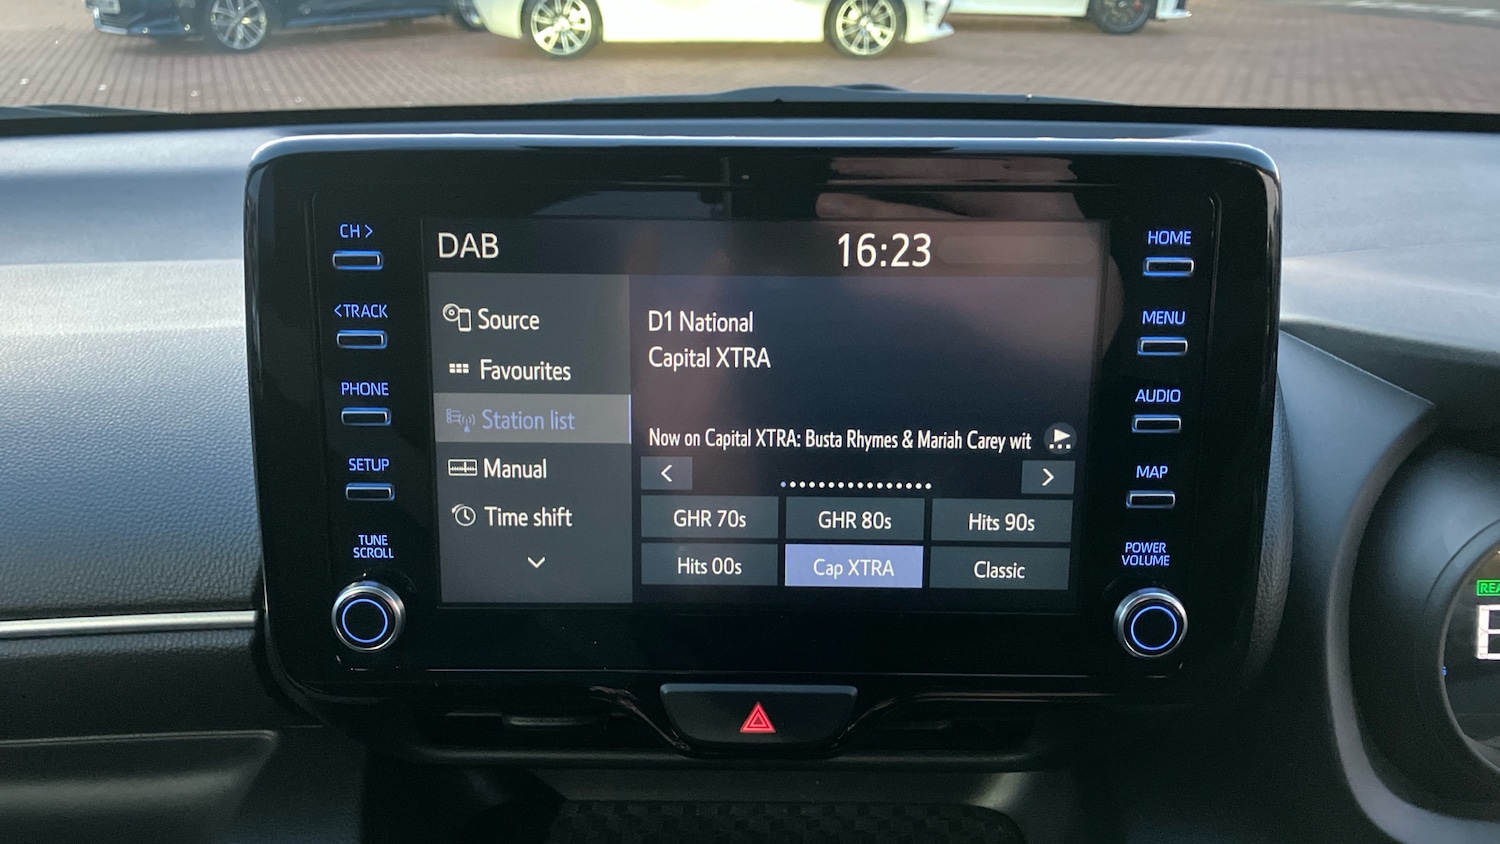 CH >
<TRACK
PHONE
SETUP
TUNE
SCROLL
DAB
16:23
Source
Favourites
Station list
Manual
Time shift
D1 National
Capital XTRA
Now on Capital XTRA: Busta Rhymes & Mariah Carey wit
<
>
GHR 70s
GHR 80s
Hits 90s
Hits 00s
Cap XTRA
Classic
HOME
MENU
AUDIO
MAP
POWER
VOLUME